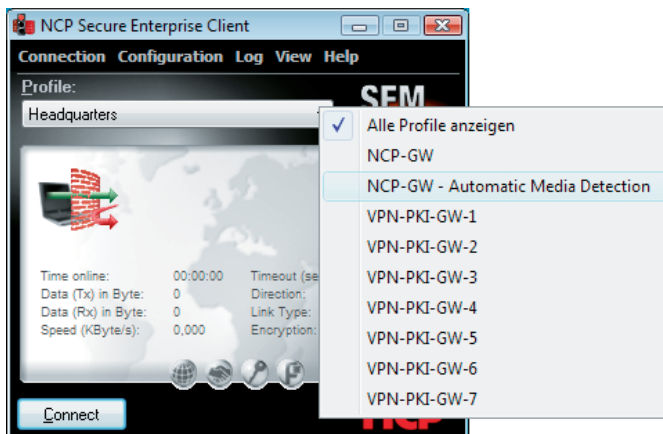 NCP Secure Enterprise Client
Connection Configuration Log View Help
Profile:
SEM
Headquarters
Alle Profile anzeigen
NCP-GW
NCP-GW - Automatic Media Detection
VPN-PKI-GW-1
VPN-PKI-GW-2
VPN-PKI-GW-3
VPN-PKI-GW-4
VPN-PKI-GW-5
VPN-PKI-GW-6
VPN-PKI-GW-7
Time online: 00:00:00 Timeout (se
Data (Tx) in Byte: 0 Direction:
Data (Rx) in Byte: 0 Link Type:
Speed (KByte/s): 0,000 Encryption:
Connect